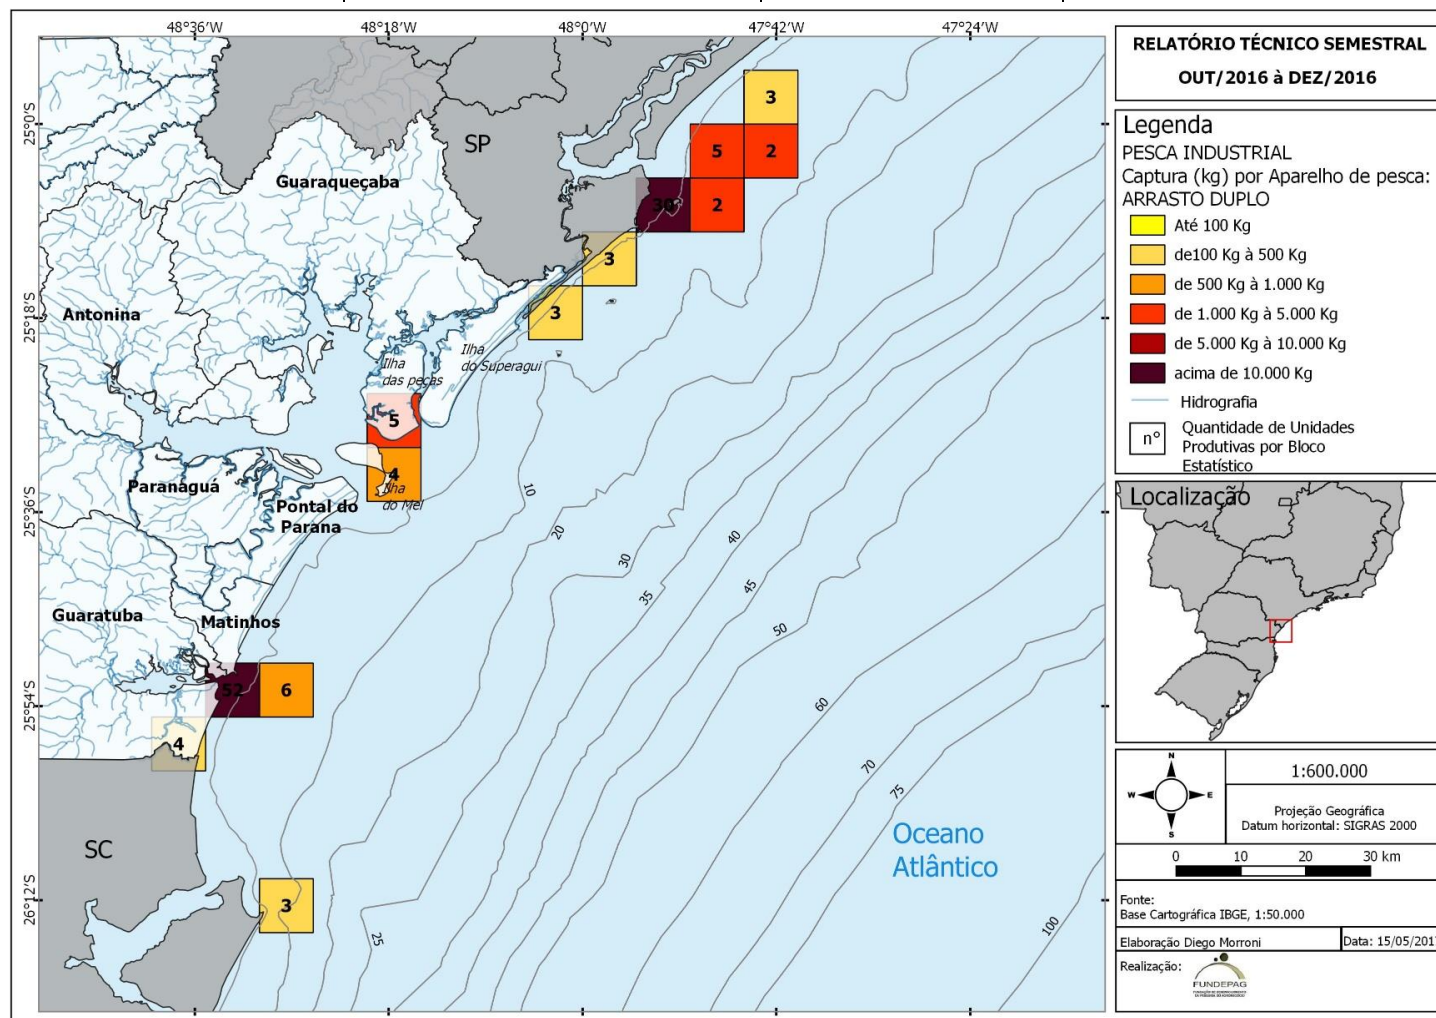 48°36'W 48°18'W 48°0'W 47°42'W 47°24'W
25°0'S
25°18'S
25°36'S
25°54'S
26°12'S
SP
Guaraqueçaba
Antonina
Ilha
das peças
Ilha
do Superagui
Paranaguá
Pontal do
Parana
Ilha
do Mel
Guaratuba
Matinhos
SC
3
5
2
2
3
3
5
4
52
6
4
3
10
20
30
35
40
45
50
60
70
75
25
100
Oceano
Atlântico
RELATÓRIO TÉCNICO SEMESTRAL
OUT/2016 à DEZ/2016
Legenda
PESCA INDUSTRIAL
Captura (kg) por Aparelho de pesca:
ARRASTO DUPLO
Até 100 Kg
de100 Kg à 500 Kg
de 500 Kg à 1.000 Kg
de 1.000 Kg à 5.000 Kg
de 5.000 Kg à 10.000 Kg
acima de 10.000 Kg
Hidrografia
n°
Quantidade de Unidades
Produtivas por Bloco
Estatístico
Localização
N
W E
S
1:600.000
Projeção Geográfica
Datum horizontal: SIGRAS 2000
0 10 20 30 km
Fonte:
Base Cartográfica IBGE, 1:50.000
Elaboração Diego Morroni
Data: 15/05/201
Realização:
FUNDEPAG